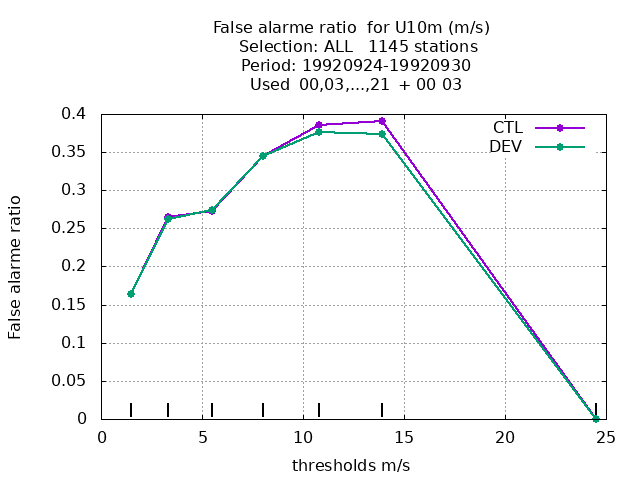 False alarme ratio  for U10m (m/s)
Selection: ALL   1145 stations
Period: 19920924-19920930
Used  00,03,...,21  + 00 03
CTL
DEV
False alarme ratio
0.4
0.35
0.3
0.25
0.2
0.15
0.1
0.05
0
0 5 10 15 20 25
thresholds m/s